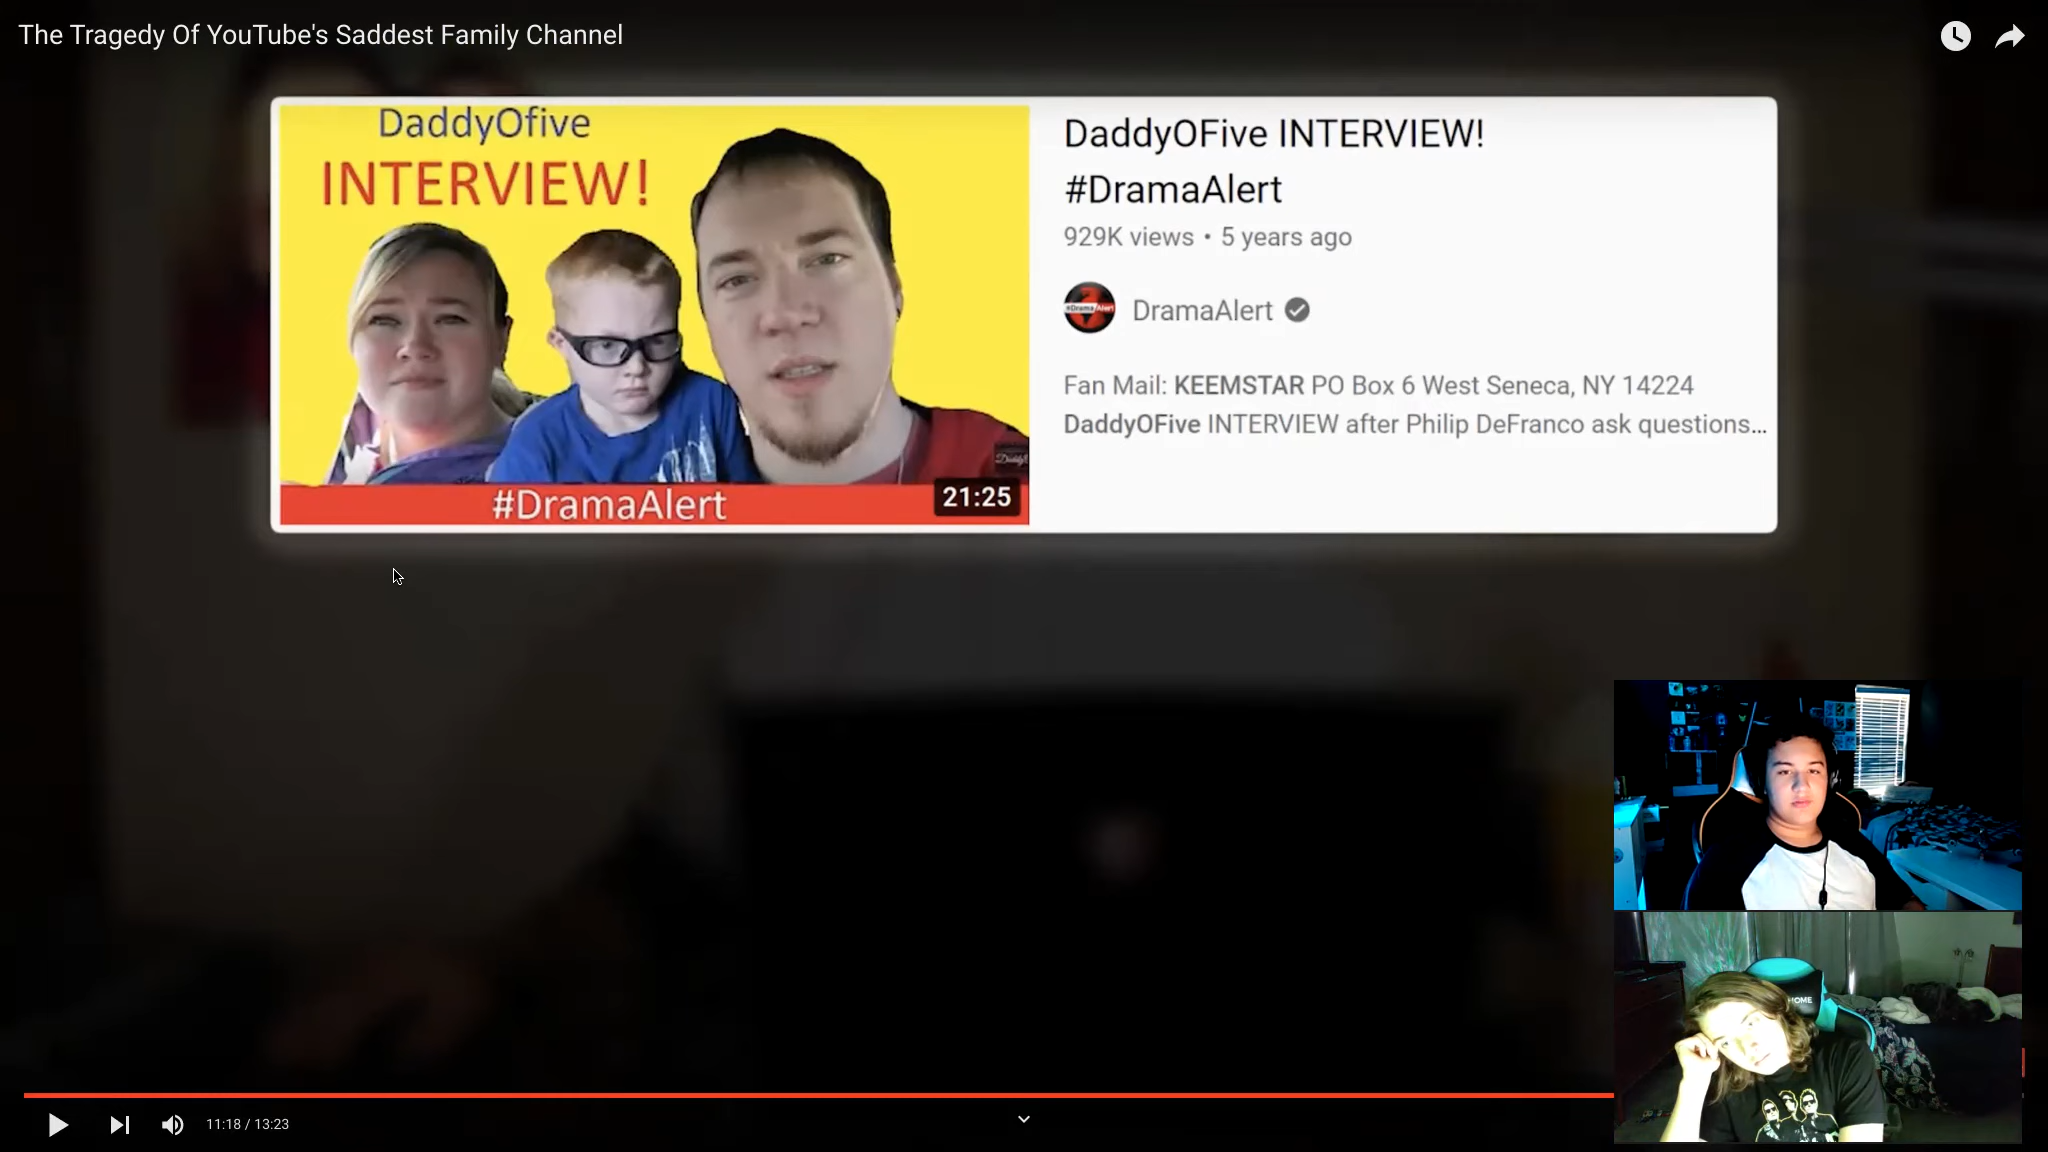 The Tragedy Of YouTube's Saddest Family Channel
DaddyOfive
INTERVIEW!
#DramaAlert
21:25
DaddyOFive INTERVIEW!
#DramaAlert
929K views • 5 years ago
#DramaAlert
DramaAlert
Fan Mail: KEEMSTAR PO Box 6 West Seneca, NY 14224
DaddyOFive INTERVIEW after Philip DeFranco ask questions...
HOME
11:18 / 13:23